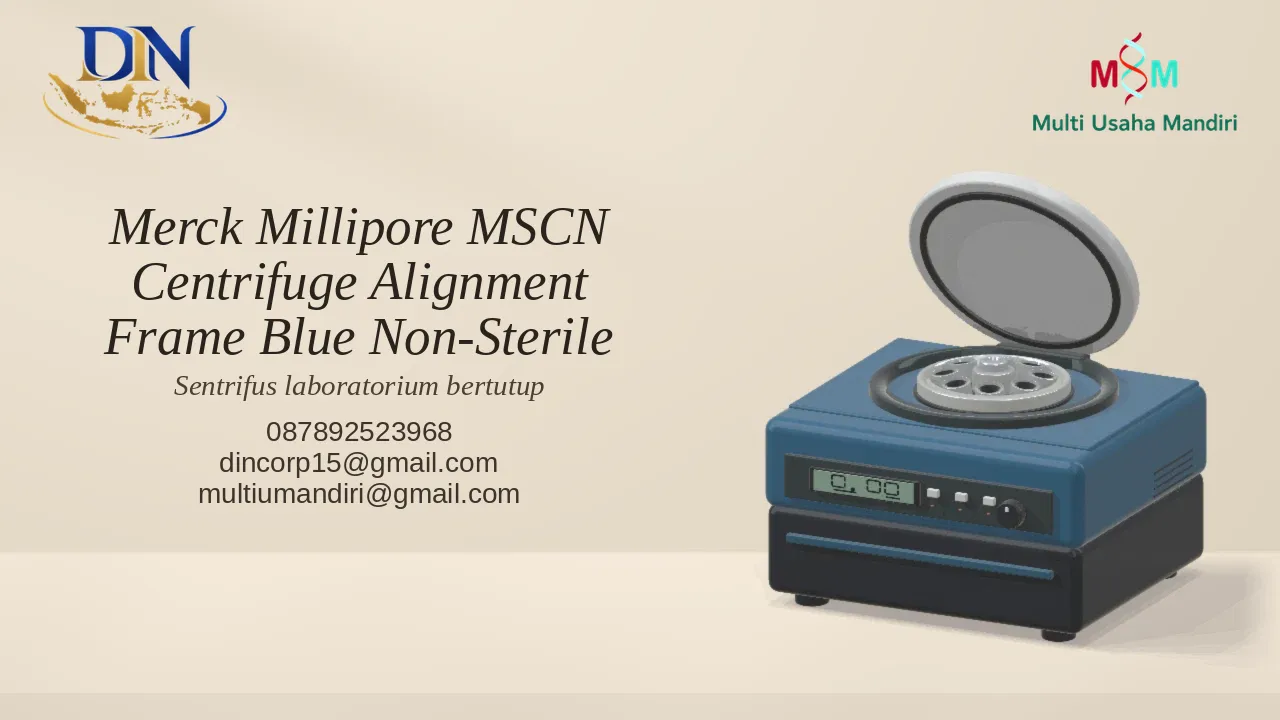 DIN
MSM
Multi Usaha Mandiri
Merck Millipore MSCN
Centrifuge Alignment
Frame Blue Non-Sterile
Sentrifus laboratorium bertutup
087892523968
dincorp15@gmail.com
multiumandiri@gmail.com
0.00